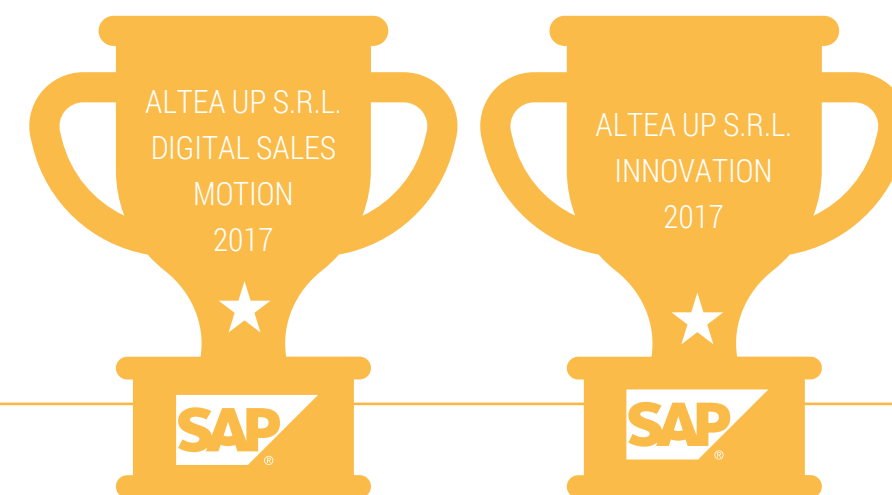 ALTEA UP S.R.L.
DIGITAL SALES
MOTION
2017
SAP®
ALTEA UP S.R.L.
INNOVATION
2017
SAP®